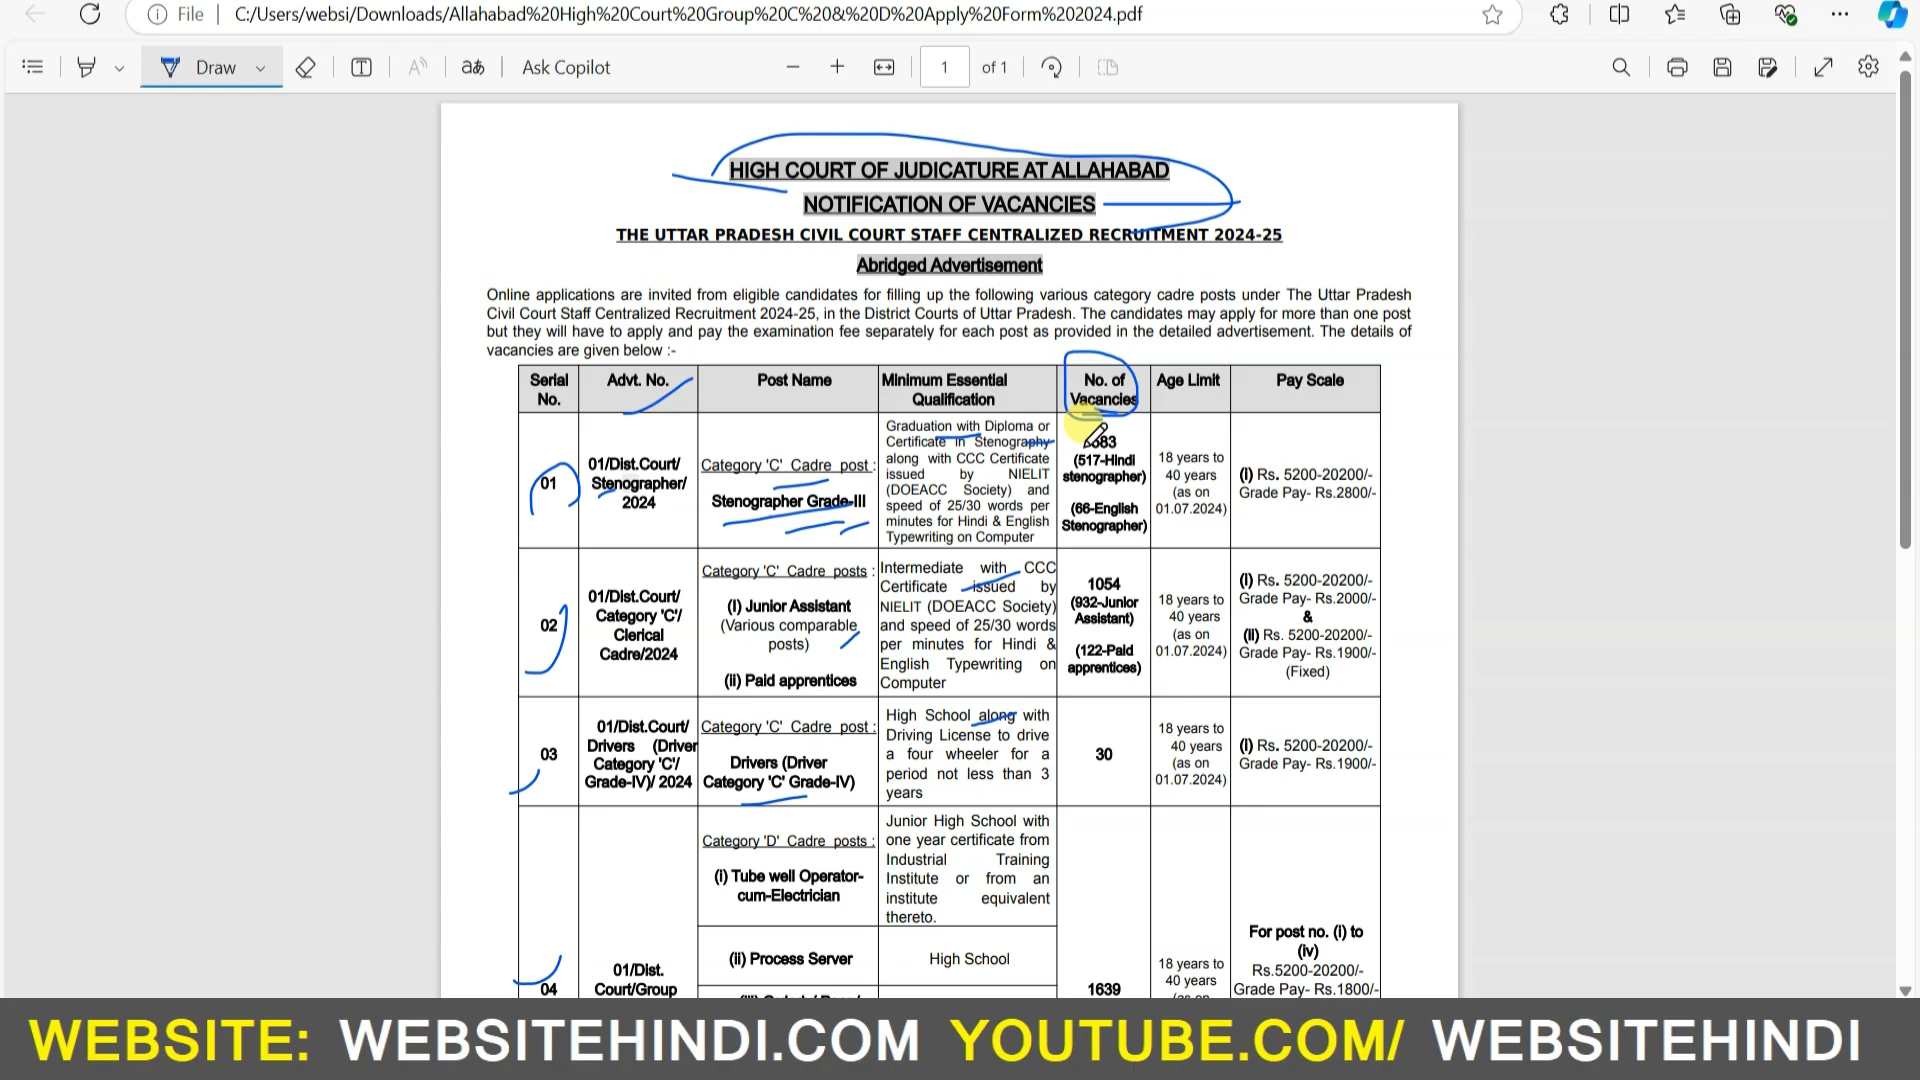 File
C:/Users/websi/Downloads/Allahabad%20High%20Court%20Group%20C%20&%20D%20Apply%20Form%202024.pdf
Draw
aあ
Ask Copilot
1 of 1
HIGH COURT OF JUDICATURE AT ALLAHABAD
NOTIFICATION OF VACANCIES
THE UTTAR PRADESH CIVIL COURT STAFF CENTRALIZED RECRUITMENT 2024-25
Abridged Advertisement
Online applications are invited from eligible candidates for filling up the following various category cadre posts under The Uttar Pradesh
Civil Court Staff Centralized Recruitment 2024-25, in the District Courts of Uttar Pradesh. The candidates may apply for more than one post
but they will have to apply and pay the examination fee separately for each post as provided in the detailed advertisement. The details of
vacancies are given below :-
Serial
No.
Advt. No.
Post Name
Minimum Essential
Qualification
No. of
Vacancies
Age Limit
Pay Scale
01
01/Dist.Court/
Stenographer/
2024
Category 'C' Cadre post :
Stenographer Grade-III
Graduation with Diploma or
Certificate in Stenography
along with CCC Certificate
issued by NIELIT
(DOEACC Society) and
speed of 25/30 words per
minutes for Hindi & English
Typewriting on Computer
(517-Hindi
stenographer)
(66-English
Stenographer)
18 years to
40 years
(as on
01.07.2024)
(I) Rs. 5200-20200/-
Grade Pay- Rs.2800/-
02
01/Dist.Court/
Category 'C'/
Clerical
Cadre/2024
Category 'C' Cadre posts :
(I) Junior Assistant
(Various comparable
posts)
(ii) Paid apprentices
Intermediate with CCC
Certificate issued by
NIELIT (DOEACC Society)
and speed of 25/30 words
per minutes for Hindi &
English Typewriting on
Computer
1054
(932-Junior
Assistant)
(122-Paid
apprentices)
18 years to
40 years
(as on
01.07.2024)
(I) Rs. 5200-20200/-
Grade Pay- Rs.2000/-
&
(II) Rs. 5200-20200/-
Grade Pay- Rs.1900/-
(Fixed)
03
01/Dist.Court/
Drivers (Driver
Category 'C'/
Grade-IV)/ 2024
Category 'C' Cadre post :
Drivers (Driver
Category 'C' Grade-IV)
High School along with
Driving License to drive
a four wheeler for a
period not less than 3
years
30
18 years to
40 years
(as on
01.07.2024)
(I) Rs. 5200-20200/-
Grade Pay- Rs.1900/-
04
01/Dist.
Court/Group
Category 'D' Cadre posts :
(i) Tube well Operator-
cum-Electrician
Junior High School with
one year certificate from
Industrial Training
Institute or from an
institute equivalent
thereto.
(ii) Process Server
High School
1639
18 years to
40 years
For post no. (i) to
(iv)
Rs.5200-20200/-
Grade Pay- Rs.1800/-
WEBSITE: WEBSITEHINDI.COM YOUTUBE.COM/ WEBSITEHINDI